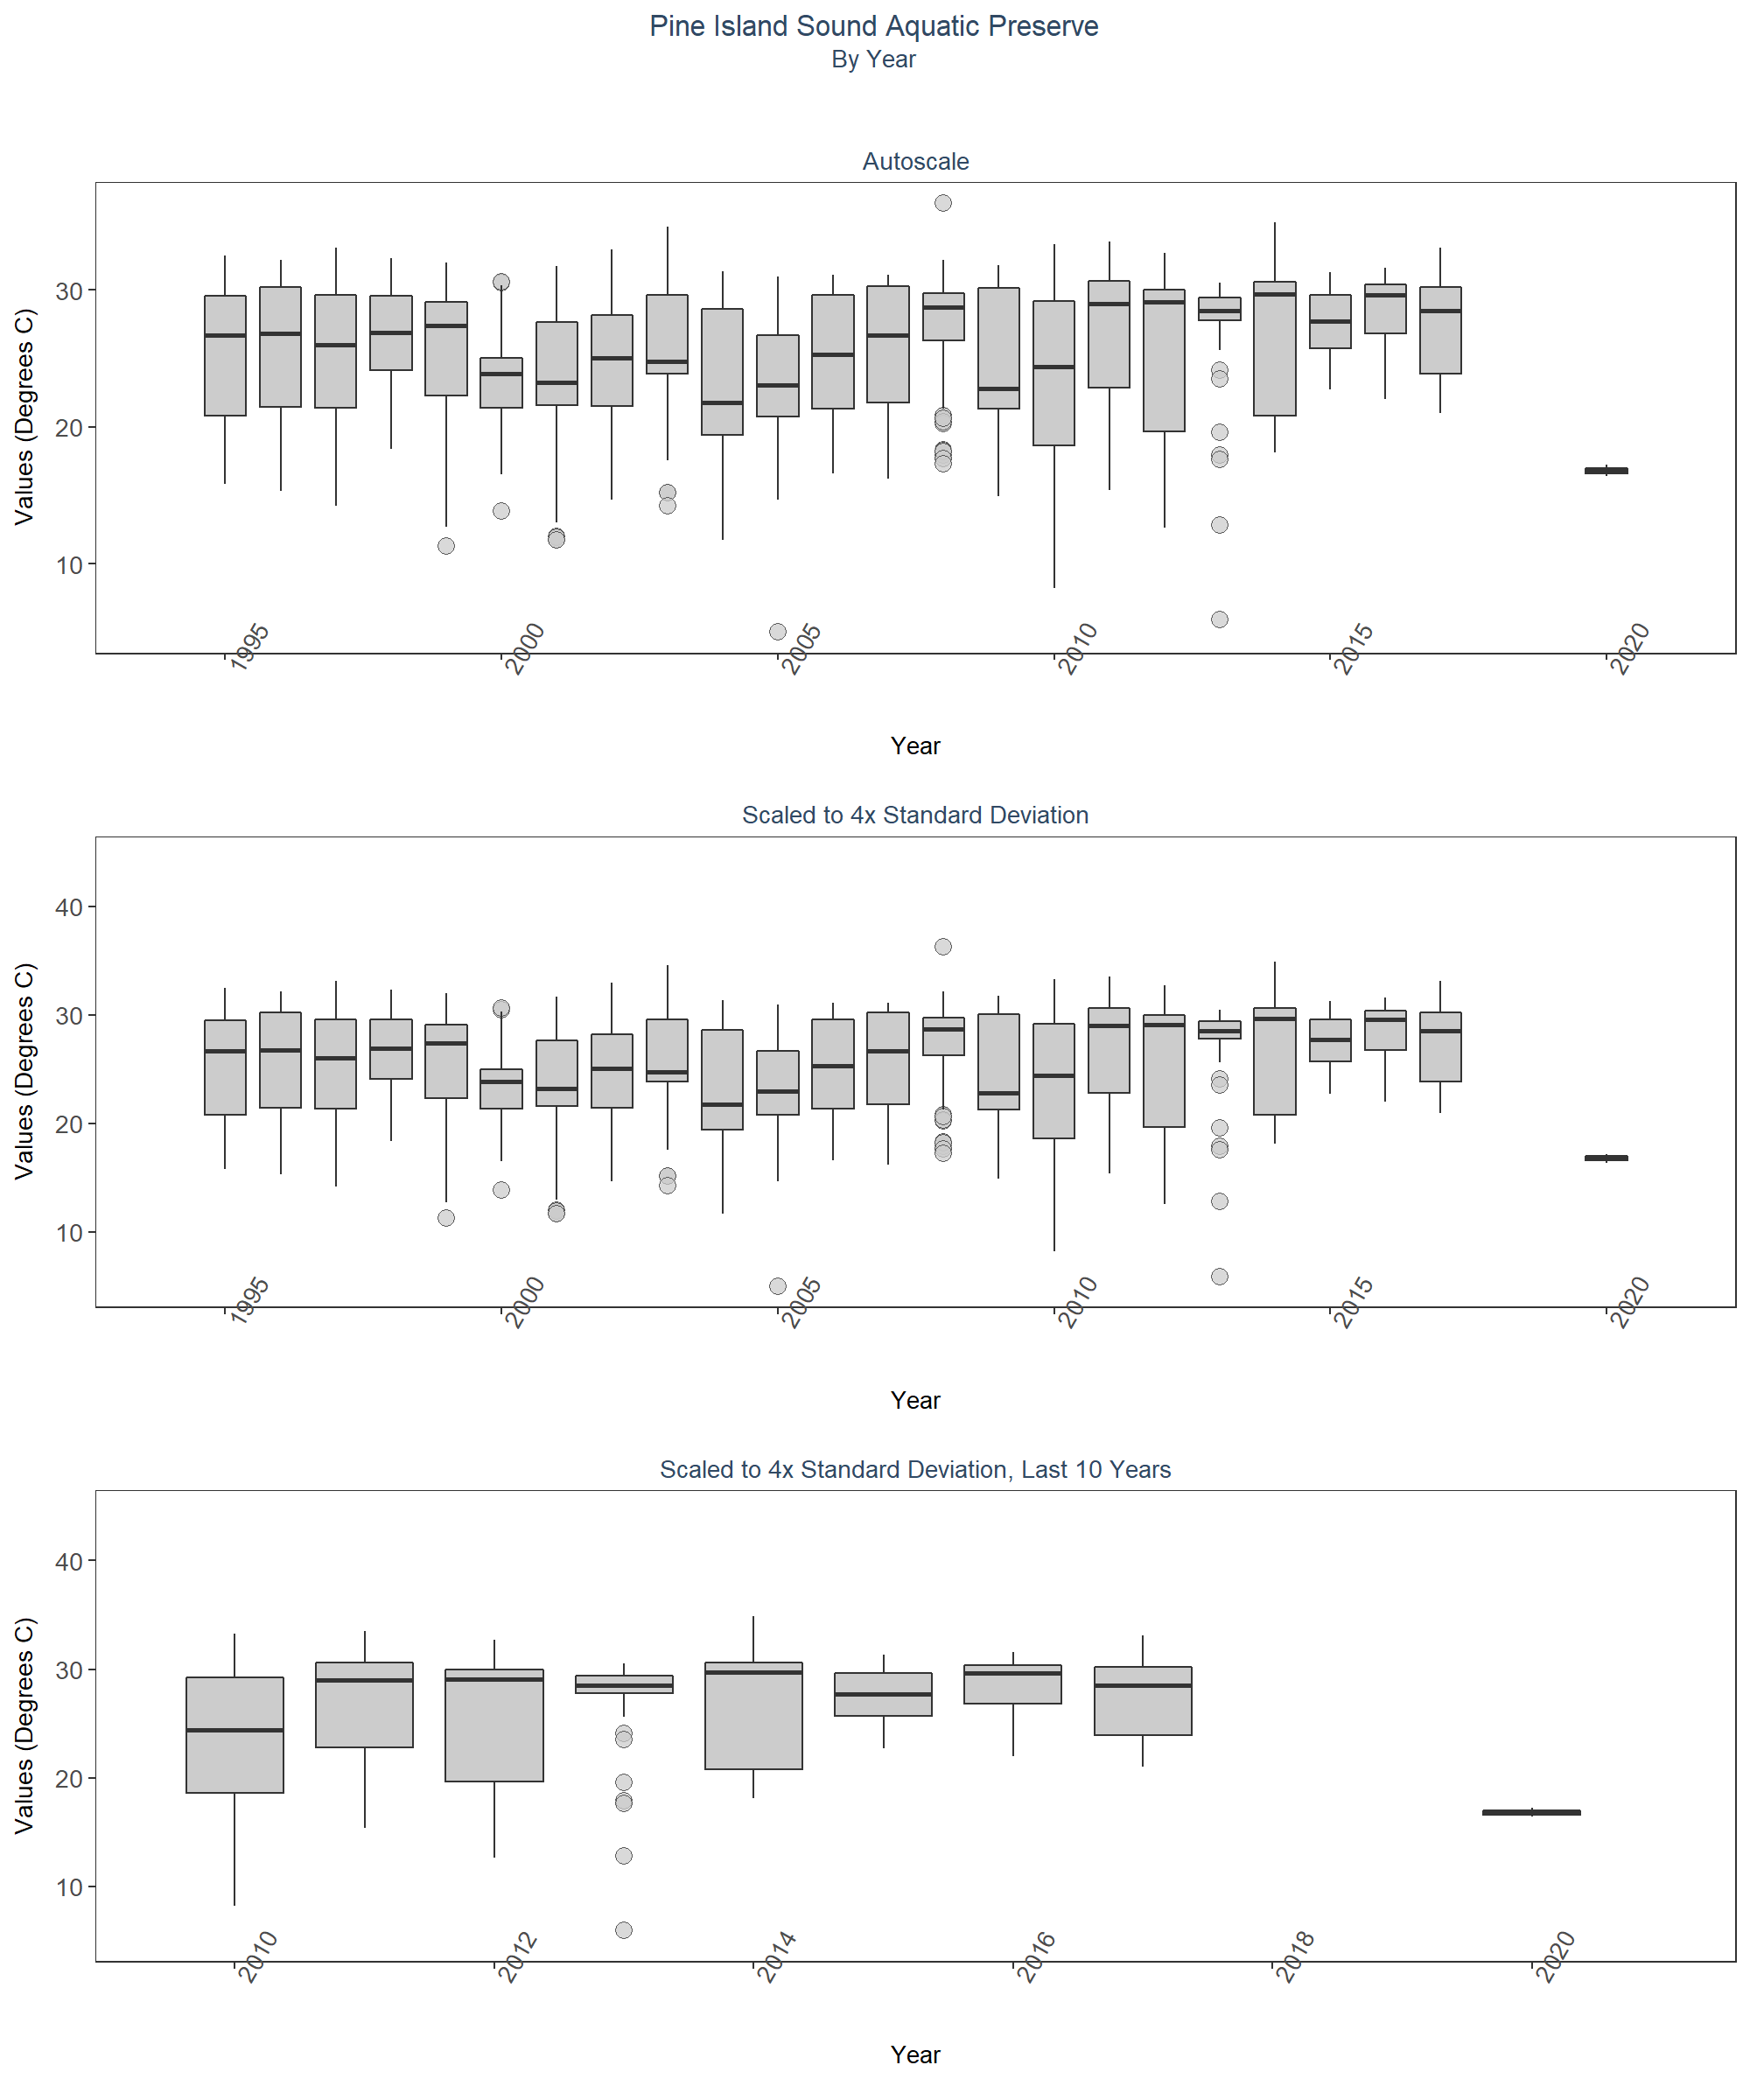 Pine Island Sound Aquatic Preserve
By Year
Autoscale
Values (Degrees C)
30
20
10
1995 2000 2005 2010 2015 2020
Year
Scaled to 4x Standard Deviation
Values (Degrees C)
40
30
20
10
1995 2000 2005 2010 2015 2020
Year
Scaled to 4x Standard Deviation, Last 10 Years
Values (Degrees C)
40
30
20
10
2010 2012 2014 2016 2018 2020
Year